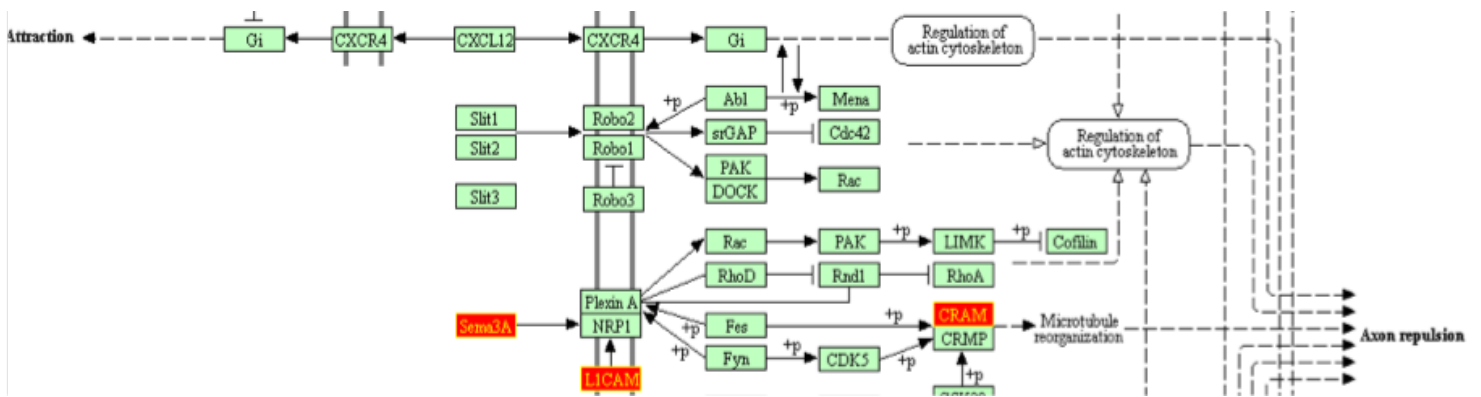 Attraction
Gi
CXCR4
CXCL12
CXCR4
Gi
Regulation of
actin cytoskeleton
+p
Abl
+p
Mena
Slit1
Robo2
srGAP
Cdc42
Regulation of
actin cytoskeleton
Slit2
Robo1
PAK
DOCK
Rac
Slit3
Robo3
Rac
PAK
+p
LIMK
+p
Cofilin
RhoD
Rnd1
RhoA
Plexin A
Sema3A
NRP1
+p
Fes
+p
CRAM
CRMP
Microtubule
reorganization
Axon repulsion
+p
Fyn
CDK5
+p
L1CAM
+p